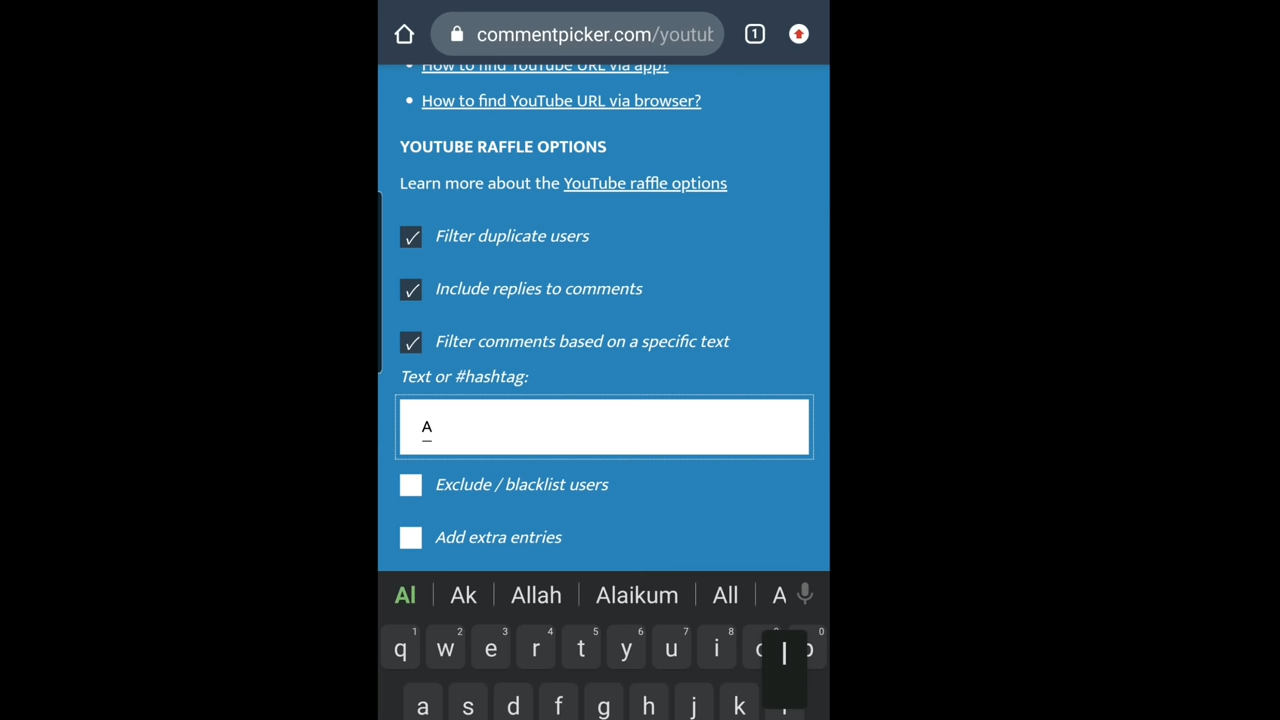 commentpicker.com/youtut
1
How to find YouTube URL via app?
How to find YouTube URL via browser?
YOUTUBE RAFFLE OPTIONS
Learn more about the YouTube raffle options
Filter duplicate users
Include replies to comments
Filter comments based on a specific text
Text or #hashtag:
A
Exclude / blacklist users
Add extra entries
Al Ak Allah Alaikum All A
1 2 3 4 5 6 7 8 0
q w e r t y u i l
a s d f g h j k